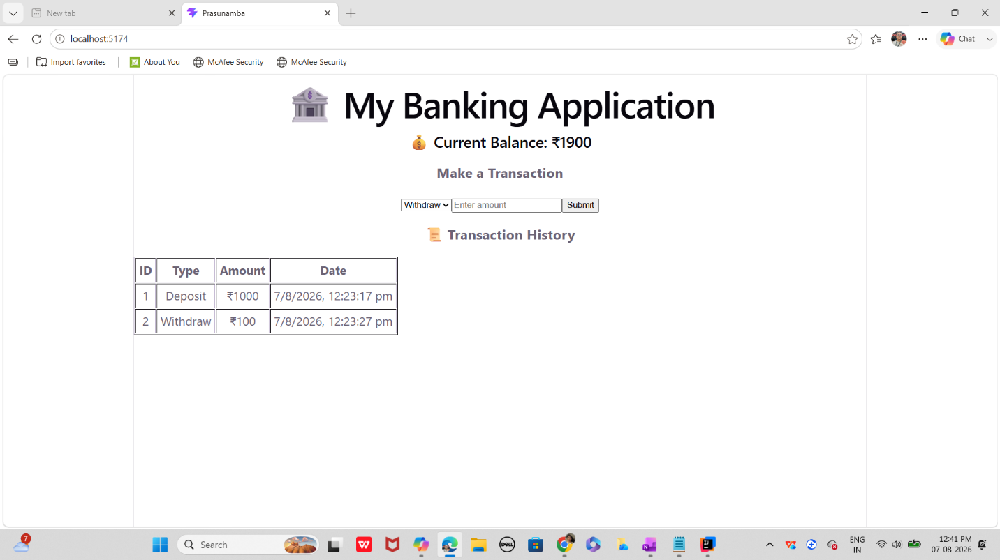 New tab
Prasunamba
localhost:5174
Chat
Import favorites
About You
McAfee Security
McAfee Security
My Banking Application
Current Balance: ₹1900
Make a Transaction
Withdraw Enter amount Submit
Transaction History
ID Type Amount Date
1 Deposit ₹1000 7/8/2026, 12:23:17 pm
2 Withdraw ₹100 7/8/2026, 12:23:27 pm
7
Search
W
DELL
N
IJ
ENG
IN
12:41 PM
07-08-2026